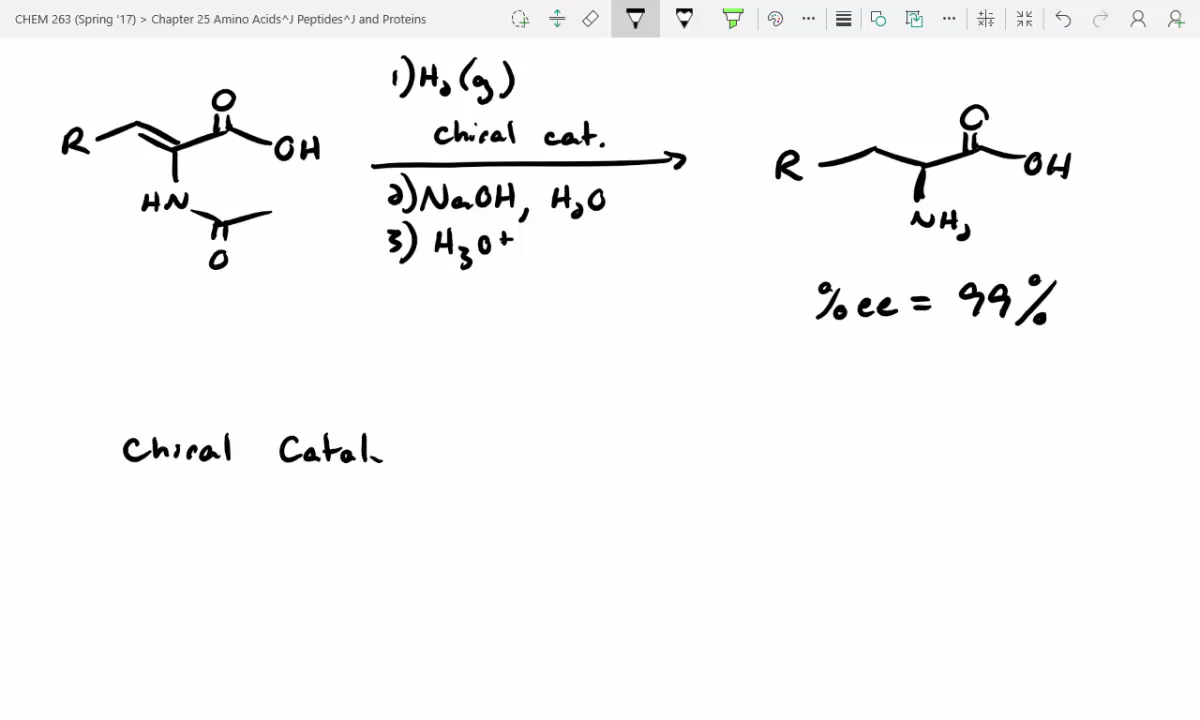 CHEM 263 (Spring '17) > Chapter 25 Amino Acids^J Peptides^J and Proteins
1) H2 (g)
chiral cat.
2) NaOH, H2O
3) H3O+
R
O
OH
HN
O
R
O
OH
NH2
% ee = 99%
Chiral Catal